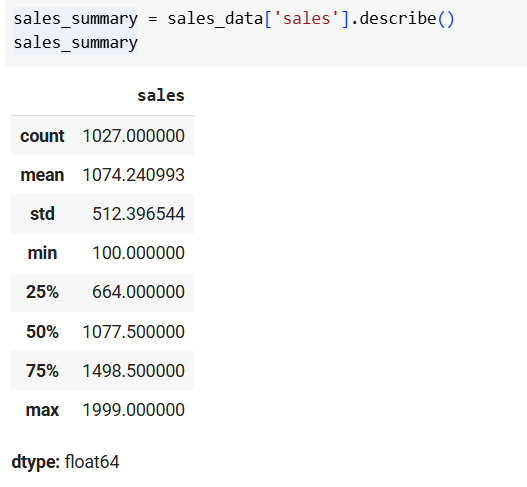 sales_summary = sales_data['sales'].describe()
sales_summary
sales
count 1027.000000
mean 1074.240993
std 512.396544
min 100.000000
25% 664.000000
50% 1077.500000
75% 1498.500000
max 1999.000000
dtype: float64